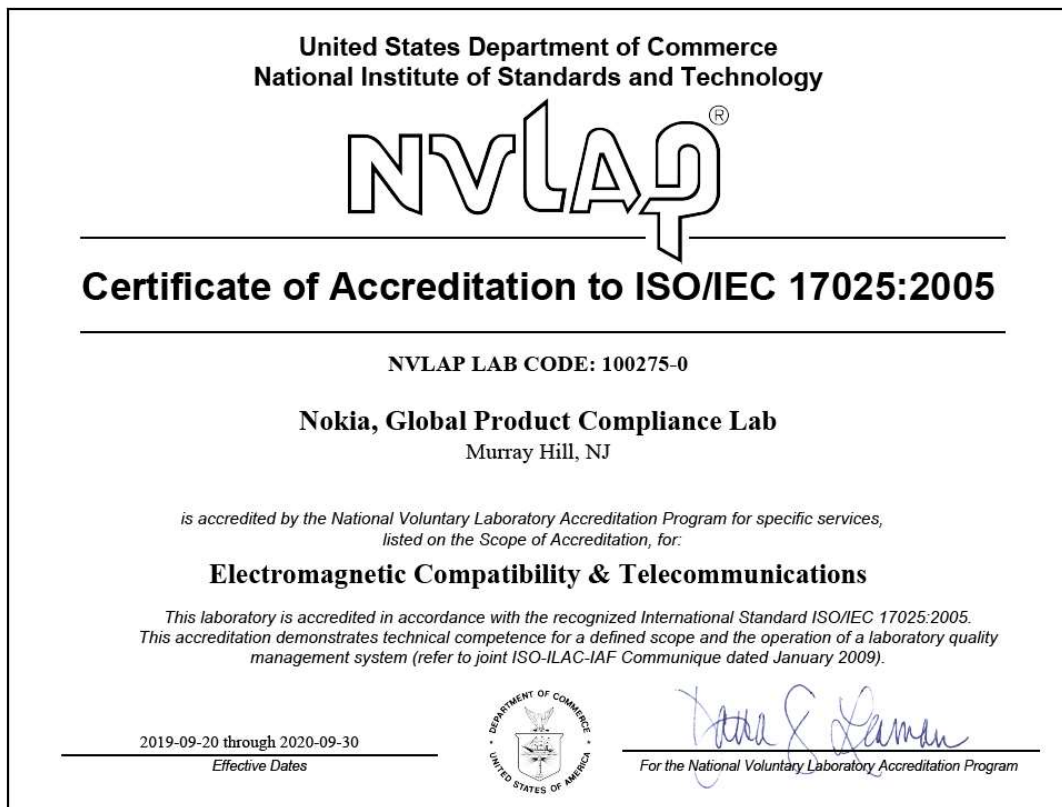 United States Department of Commerce
National Institute of Standards and Technology
NVLAP®
Certificate of Accreditation to ISO/IEC 17025:2005
NVLAP LAB CODE: 100275-0
Nokia, Global Product Compliance Lab
Murray Hill, NJ
is accredited by the National Voluntary Laboratory Accreditation Program for specific services,
listed on the Scope of Accreditation, for:
Electromagnetic Compatibility & Telecommunications
This laboratory is accredited in accordance with the recognized International Standard ISO/IEC 17025:2005.
This accreditation demonstrates technical competence for a defined scope and the operation of a laboratory quality
management system (refer to joint ISO-ILAC-IAF Communique dated January 2009).
2019-09-20 through 2020-09-30
Effective Dates
DEPARTMENT OF COMMERCE
UNITED STATES OF AMERICA
For the National Voluntary Laboratory Accreditation Program